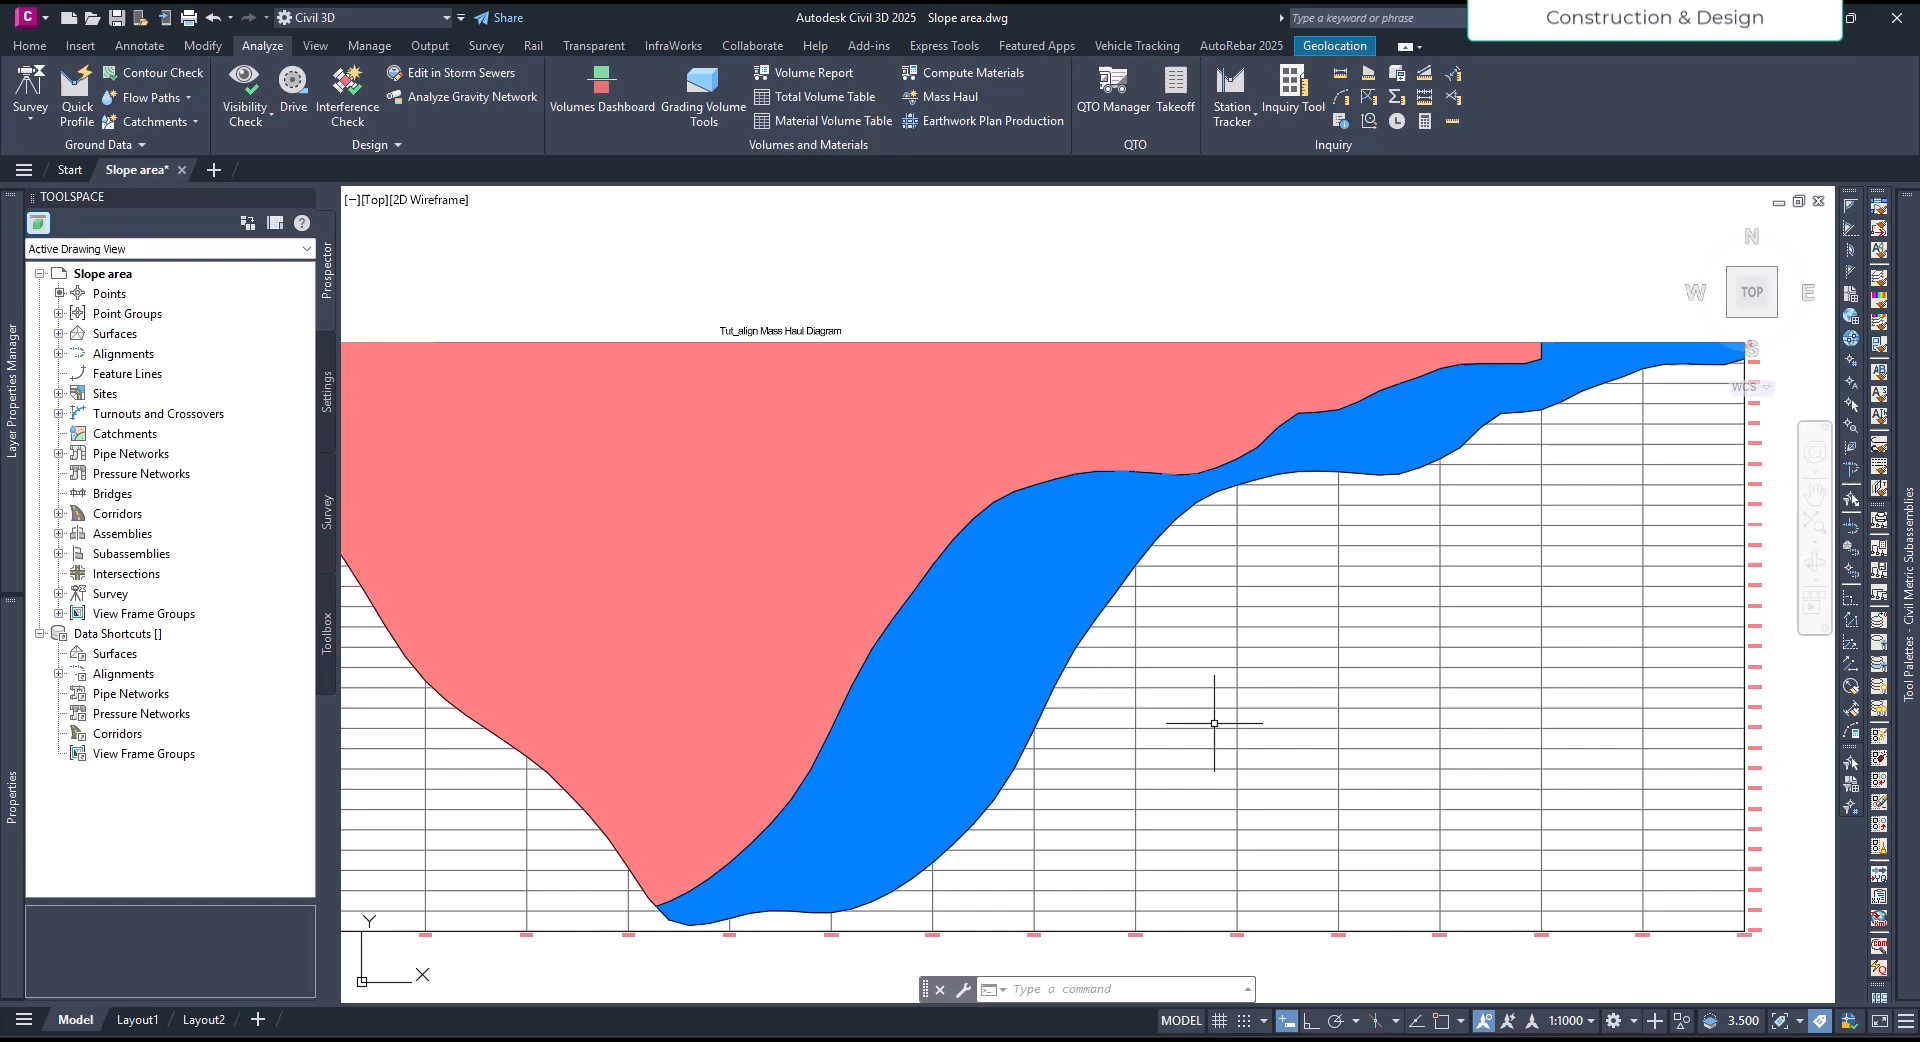 C
Civil 3D
Share
Autodesk Civil 3D 2025 Slope area.dwg
Type a keyword or phrase
Construction & Design
Home Insert Annotate Modify Analyze View Manage Output Survey Rail Transparent InfraWorks Collaborate Help Add-ins Express Tools Featured Apps Vehicle Tracking AutoRebar 2025 Geolocation
Survey
Quick Profile
Contour Check
Flow Paths
Catchments
Ground Data
Visibility Check
Drive
Interference Check
Edit in Storm Sewers
Analyze Gravity Network
Design
Volumes Dashboard
Grading Volume Tools
Volume Report
Total Volume Table
Material Volume Table
Compute Materials
Mass Haul
Earthwork Plan Production
Volumes and Materials
QTO Manager
Takeoff
QTO
Station Tracker
Inquiry Tool
Inquiry
Start
Slope area*
TOOLSPACE
Active Drawing View
Slope area
Points
Point Groups
Surfaces
Alignments
Feature Lines
Sites
Turnouts and Crossovers
Catchments
Pipe Networks
Pressure Networks
Bridges
Corridors
Assemblies
Subassemblies
Intersections
Survey
View Frame Groups
Data Shortcuts []
Surfaces
Alignments
Pipe Networks
Pressure Networks
Corridors
View Frame Groups
Prospector
Settings
Survey
Toolbox
Layer Properties Manager
Properties
[−][Top][2D Wireframe]
Tut_align Mass Haul Diagram
N
W
TOP
E
S
WCS
Y
X
Type a command
Tool Palettes - Civil Metric Subassemblies
Model
Layout1
Layout2
MODEL
1:1000
3.500